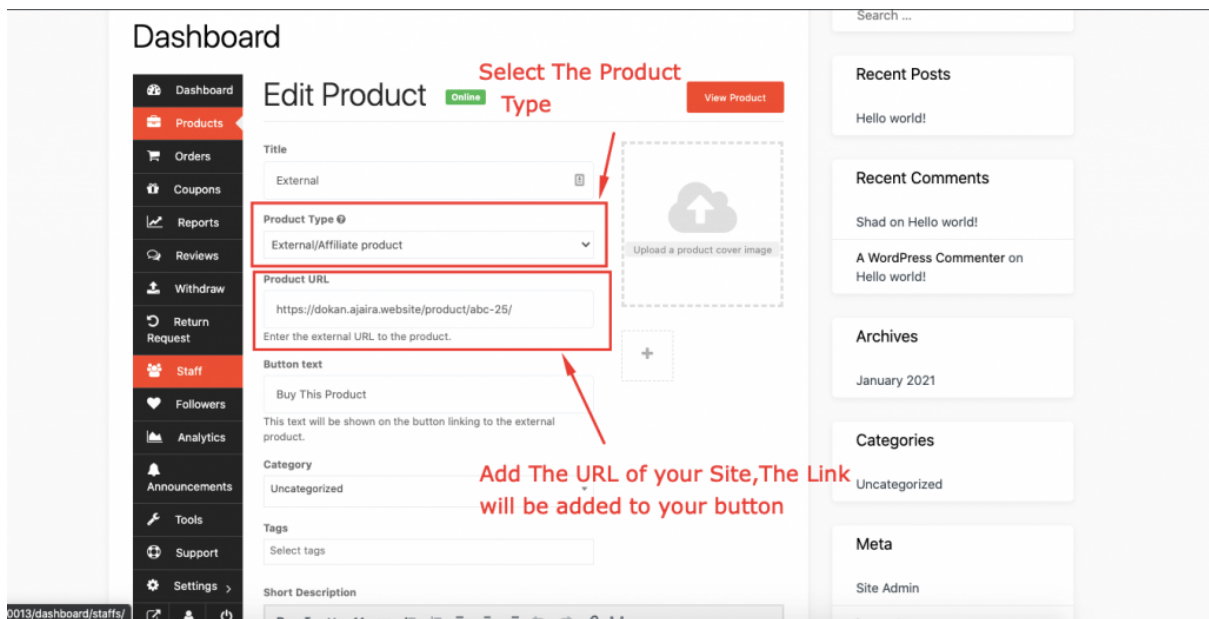 Search ...
Dashboard
Dashboard
Products
Orders
Coupons
Reports
Reviews
Withdraw
Return
Request
Staff
Followers
Analytics
Announcements
Tools
Support
Settings
0013/dashboard/staffs/
Edit Product
Online
Select The Product
Type
View Product
Title
External
Product Type
External/Affiliate product
Product URL
https://dokan.ajaira.website/product/abc-25/
Enter the external URL to the product.
Upload a product cover image
Button text
Buy This Product
This text will be shown on the button linking to the external
product.
Category
Uncategorized
Add The URL of your Site,The Link
will be added to your button
Tags
Select tags
Short Description
Recent Posts
Hello world!
Recent Comments
Shad on Hello world!
A WordPress Commenter on
Hello world!
Archives
January 2021
Categories
Uncategorized
Meta
Site Admin